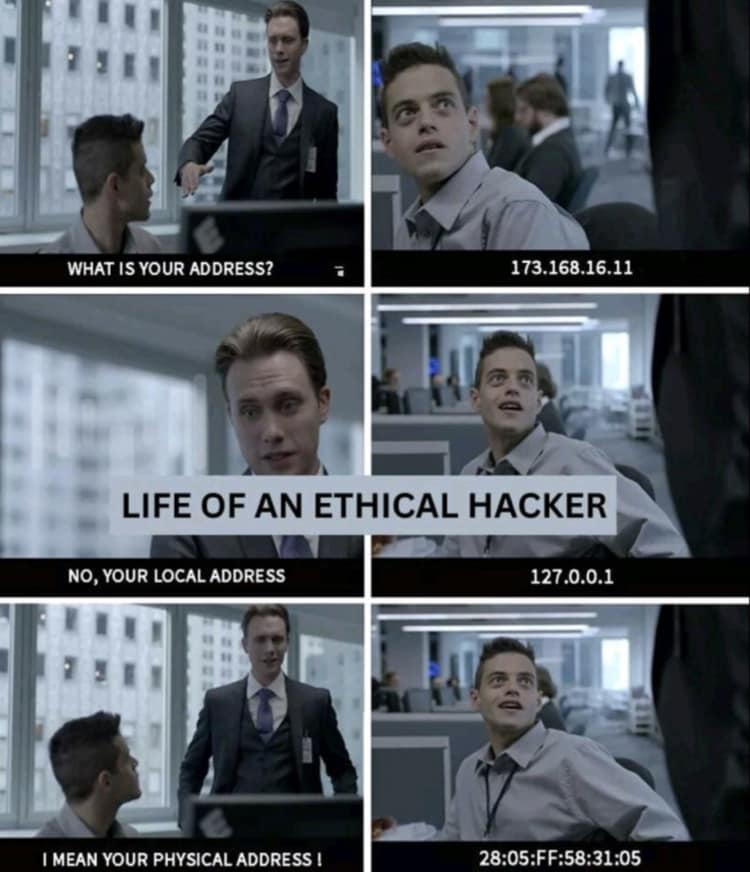 WHAT IS YOUR ADDRESS?
173.168.16.11
LIFE OF AN ETHICAL HACKER
NO, YOUR LOCAL ADDRESS
127.0.0.1
I MEAN YOUR PHYSICAL ADDRESS !
28:05:FF:58:31:05